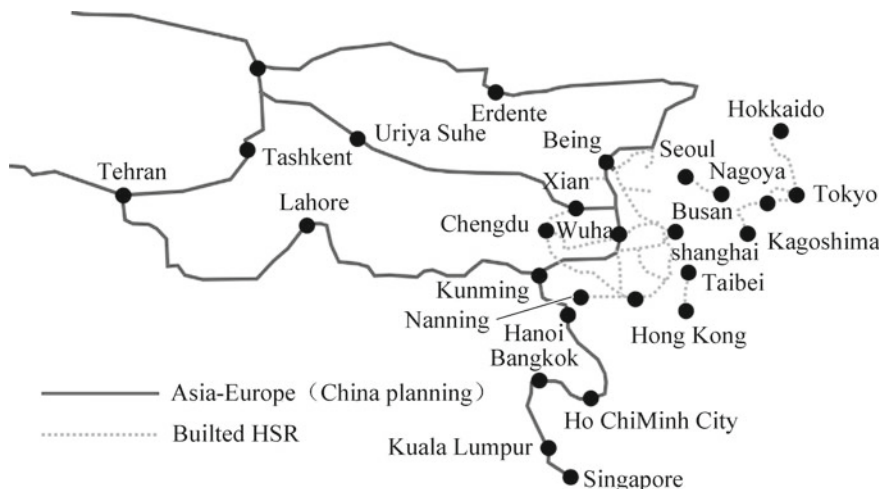 Hokkaido
Erdente
Being
Uriya Suhe
Seoul
Tashkent
Nagoya
Tehran
Xian
Tokyo
Lahore
Chengdu
Wuha
Busan
shanghai
Kagoshima
Taibei
Kunming
Nanning
Hanoi
Hong Kong
Bangkok
Asia-Europe（China planning）
Ho ChiMinh City
Builted HSR
Kuala Lumpur
Singapore